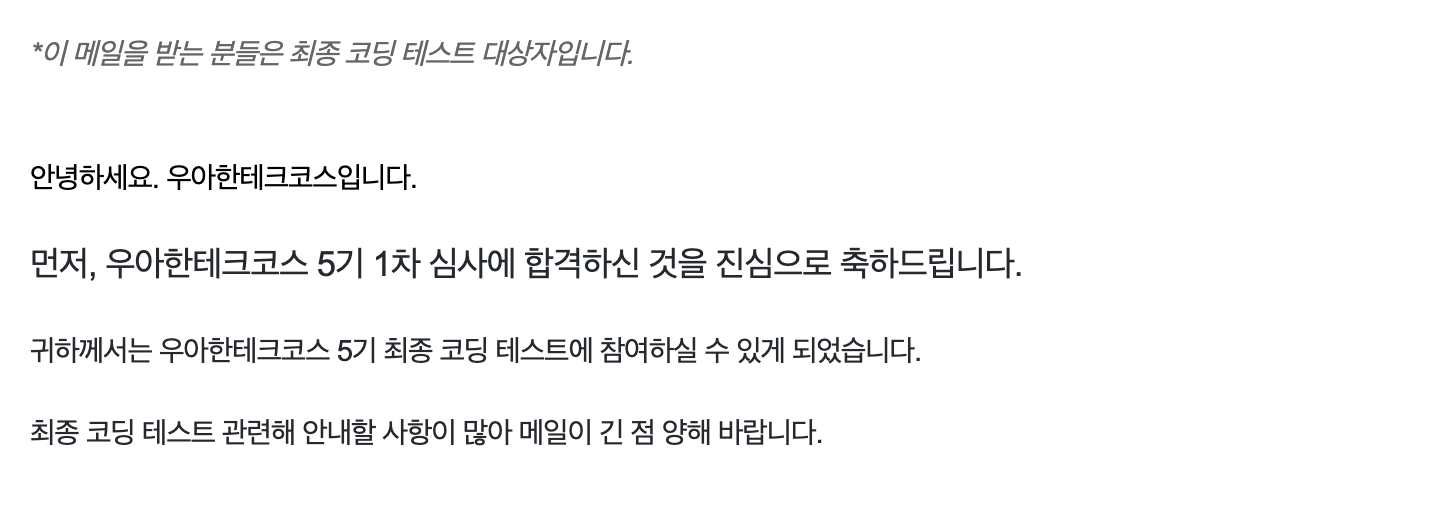 *이 메일을 받는 분들은 최종 코딩 테스트 대상자입니다.
안녕하세요. 우아한테크코스입니다.
먼저, 우아한테크코스 5기 1차 심사에 합격하신 것을 진심으로 축하드립니다.
귀하께서는 우아한테크코스 5기 최종 코딩 테스트에 참여하실 수 있게 되었습니다.
최종 코딩 테스트 관련해 안내할 사항이 많아 메일이 긴 점 양해 바랍니다.